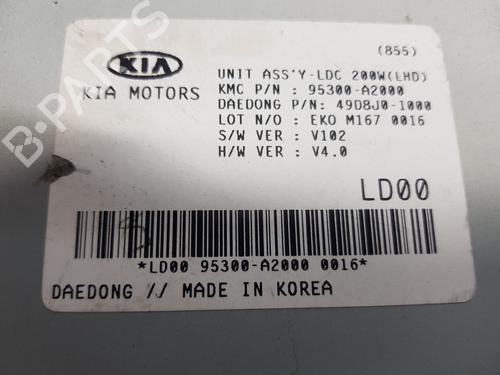 (855)
KIA
KIA MOTORS
UNIT ASS'Y-LDC 200W(LHD)
KMC P/N : 95300-A2000
DAEDONG P/N: 49D8J0-1000
LOT N/O : EKO M167 0016
S/W VER : V102
H/W VER : V4.0
LD00
*LD00 95300-A2000 0016*
DAEDONG // MADE IN KOREA
B-PARTS